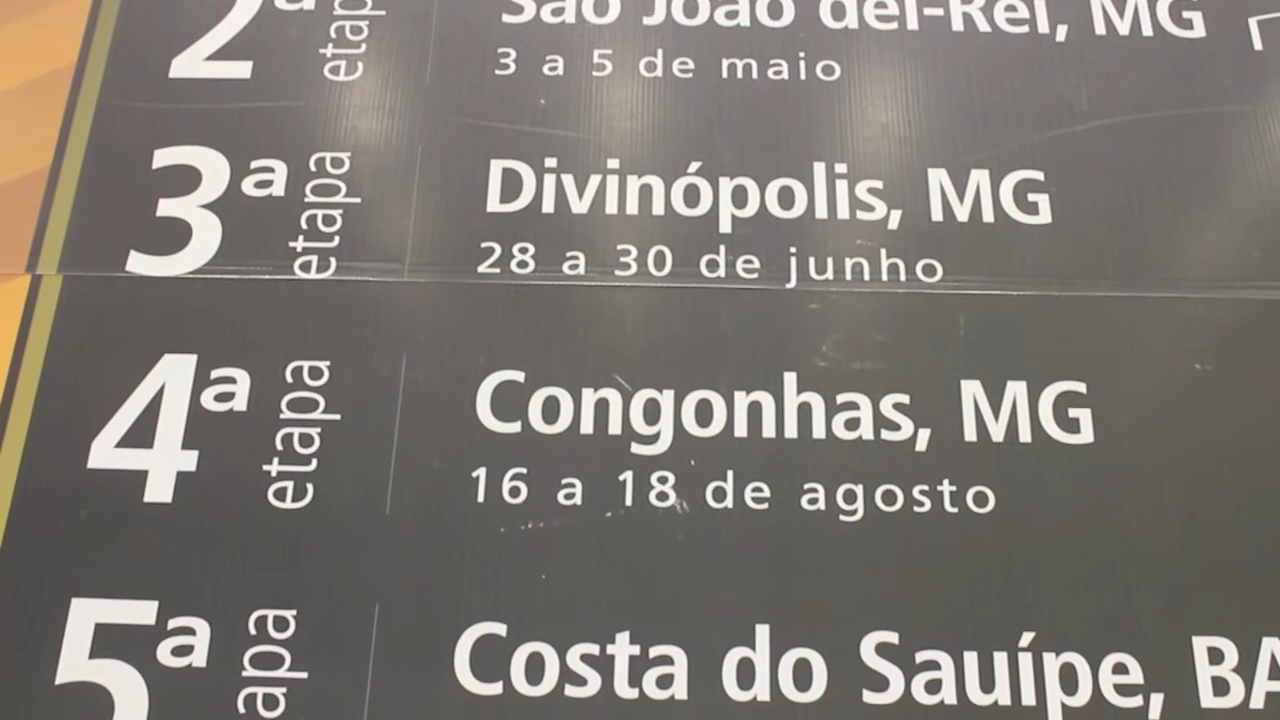 2ª etapa
São João del-Rei, MG
3 a 5 de maio
3ª etapa
Divinópolis, MG
28 a 30 de junho
4ª etapa
Congonhas, MG
16 a 18 de agosto
5ª
Costa do Sauípe, BA